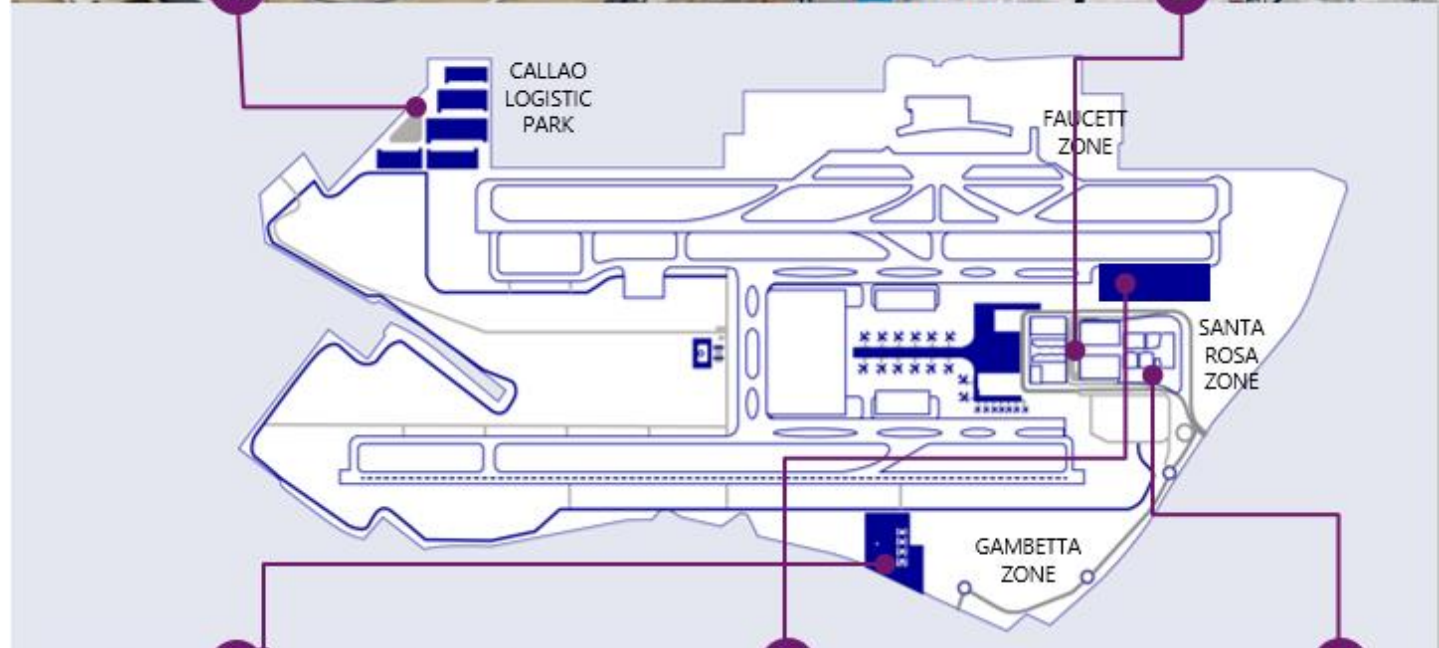 CALLAO
LOGISTIC
PARK
FAUCETT
ZONE
SANTA
ROSA
ZONE
GAMBETTA
ZONE